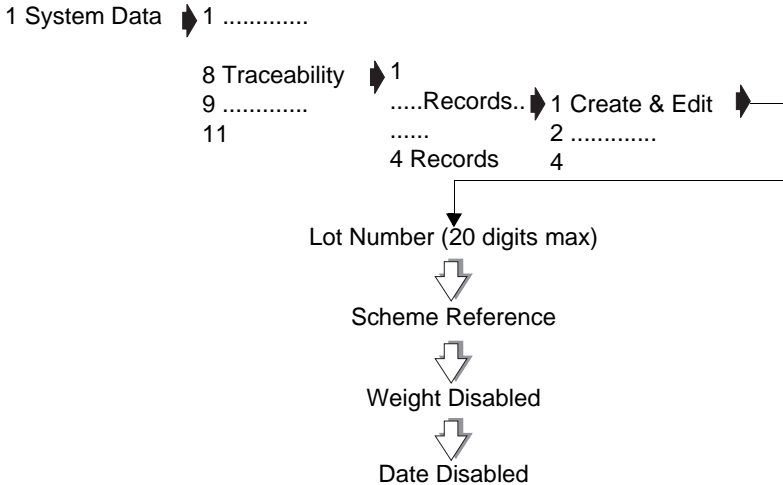 1 System Data 1 .............
8 Traceability 1
9 ............. .....Records.. 1 Create & Edit
11 ...... 2 .............
4 Records 4
Lot Number (20 digits max)
Scheme Reference
Weight Disabled
Date Disabled